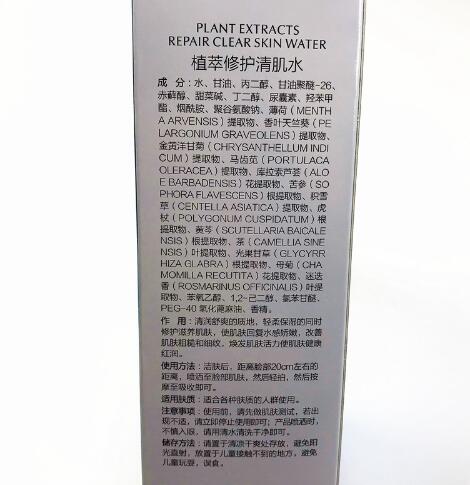 PLANT EXTRACTS
REPAIR CLEAR SKIN WATER
植萃修护清肌水
成 分：水、甘油、丙二醇、甘油聚醚-26、
赤藓醇、甜菜碱、丁二醇、尿囊素、羟苯甲
酯、烟酰胺、聚谷氨酸钠、薄荷（MENTH
A ARVENSIS）提取物、香叶天竺葵（PE
LARGONIUM GRAVEOLENS）提取物、
金黄洋甘菊（CHRYSANTHELLUM INDI
CUM）提取物、马齿苋（PORTULACA
OLERACEA）提取物、库拉索芦荟（ALO
E BARBADENSIS）花提取物、苦参（SO
PHORA FLAVESCENS）根提取物、积雪
草（CENTELLA ASIATICA）提取物、虎
杖（POLYGONUM CUSPIDATUM）根
提取物、黄芩（SCUTELLARIA BAICALE
NSIS）根提取物、茶（CAMELLIA SINE
NSIS）叶提取物、光果甘草（GLYCYRR
HIZA GLABRA）根提取物、母菊（CHA
MOMILLA RECUTITA）花提取物、迷迭
香（ROSMARINUS OFFICINALIS）叶提
取物、苯氧乙醇、1,2-己二醇、氯苯甘醚、
PEG-40 氢化蓖麻油、香精。
作 用：清润舒爽的质地，轻柔保湿的同时
修护滋养肌肤，使肌肤回复水感娇嫩，改善
肌肤粗糙和细纹，焕发肌肤活力使肌肤健康
红润。
使用方法：洁肤后，距离脸部20cm左右的
距离，喷洒至脸部肌肤，然后轻拍，然后按
摩至吸收即可。
适用肤质：适合各种肤质的人群使用。
注意事项：使用前，请先做肌肤测试，若出
现不适，请立即停止使用即可；产品喷洒时，
不慎入眼，请用清水清洗干净即可。
储存方法：请置于清凉干爽处存放，避免阳
光直射，放置于儿童接触不到的地方，避免
儿童玩耍，误食。